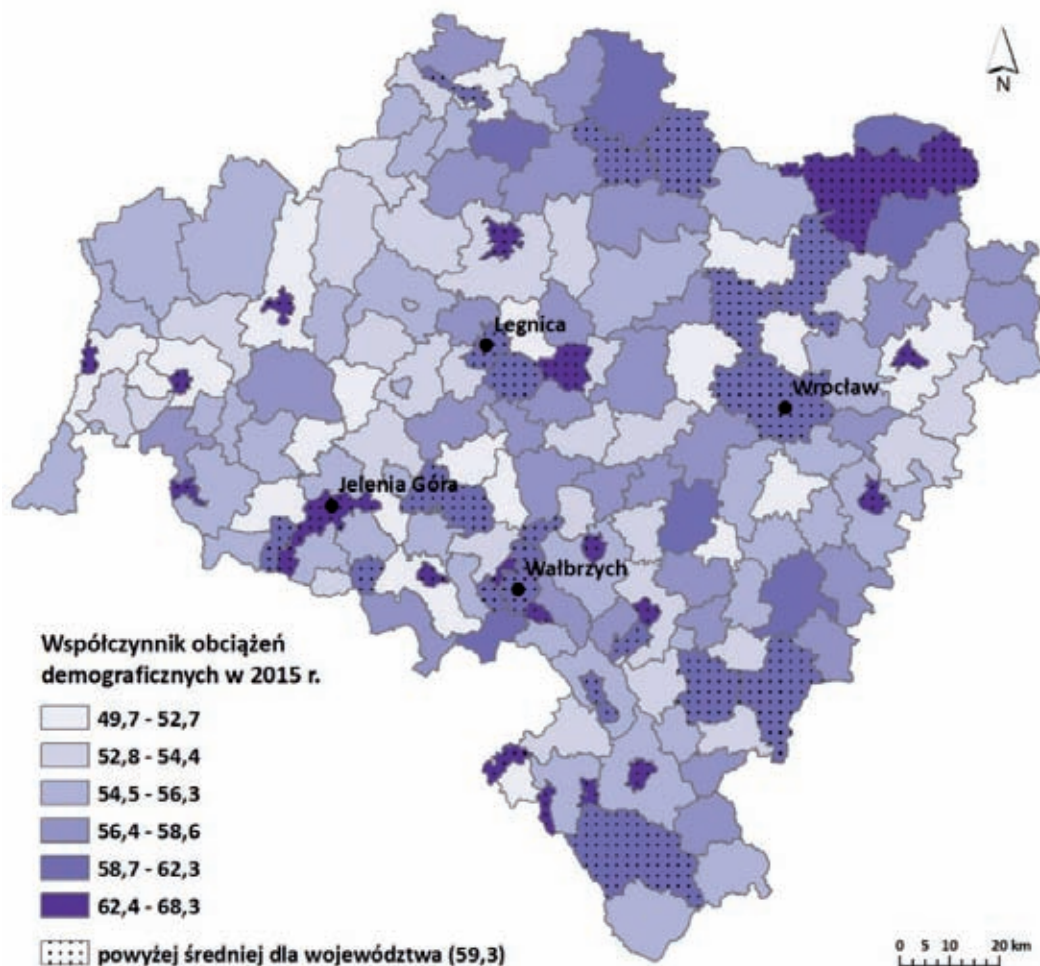 N
Legnica
Wrocław
Jelenia Góra
Wałbrzych
Współczynnik obciążeń
demograficznych w 2015 r.
49,7 - 52,7
52,8 - 54,4
54,5 - 56,3
56,4 - 58,6
58,7 - 62,3
62,4 - 68,3
powyżej średniej dla województwa (59,3)
0 5 10 20 km